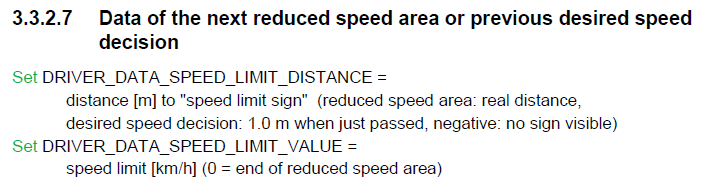 3.3.2.7 Data of the next reduced speed area or previous desired speed
decision
Set DRIVER_DATA_SPEED_LIMIT_DISTANCE =
distance [m] to "speed limit sign" (reduced speed area: real distance,
desired speed decision: 1.0 m when just passed, negative: no sign visible)
Set DRIVER_DATA_SPEED_LIMIT_VALUE =
speed limit [km/h] (0 = end of reduced speed area)